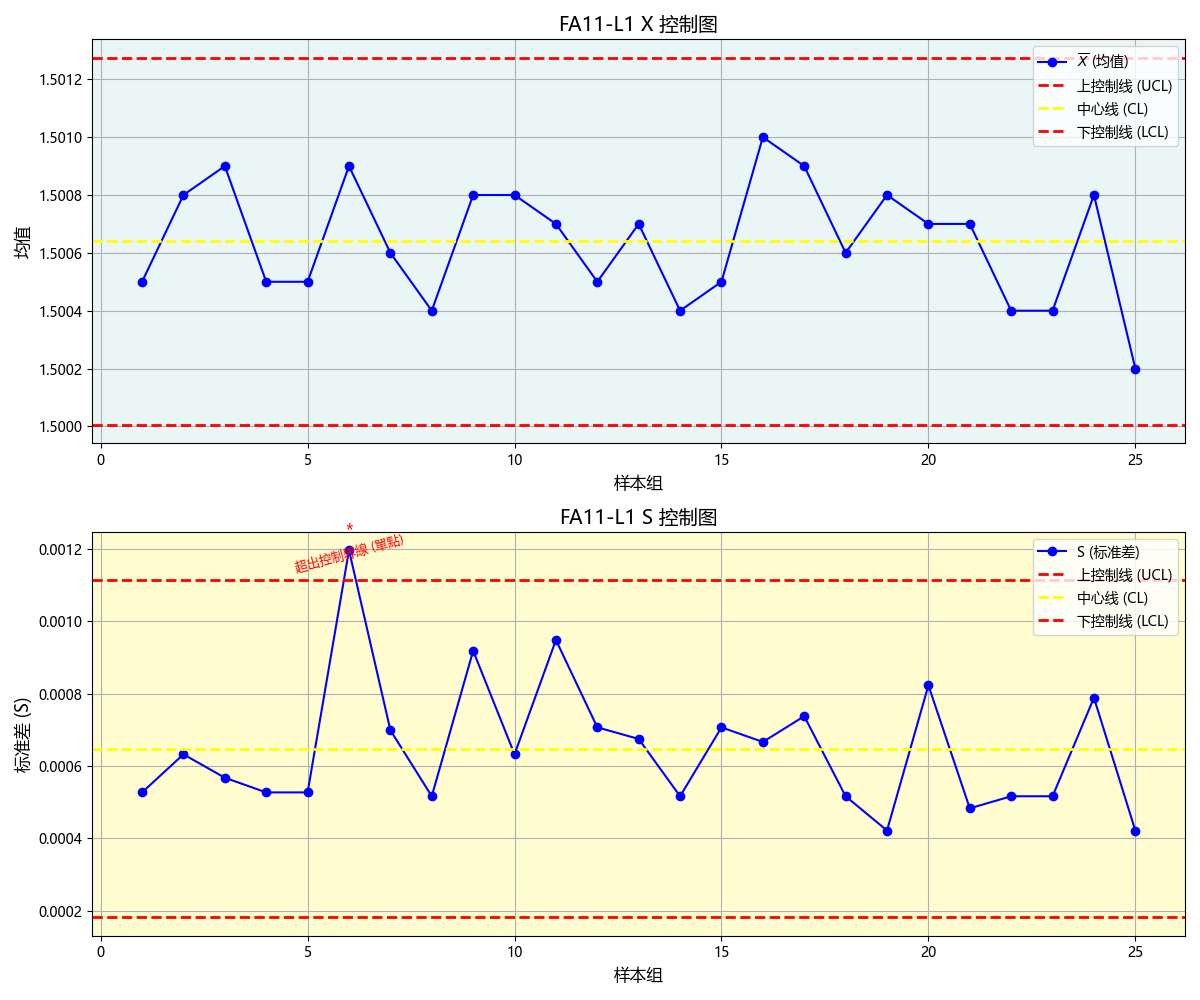 FA11-L1 X 控制图
均值
1.5012
1.5010
1.5008
1.5006
1.5004
1.5002
1.5000
X (均值)
上控制线 (UCL)
中心线 (CL)
下控制线 (LCL)
0 5 10 15 20 25
样本组
FA11-L1 S 控制图
标准差 (S)
0.0012
0.0010
0.0008
0.0006
0.0004
0.0002
*
超出控制界線 (單點)
S (标准差)
上控制线 (UCL)
中心线 (CL)
下控制线 (LCL)
0 5 10 15 20 25
样本组